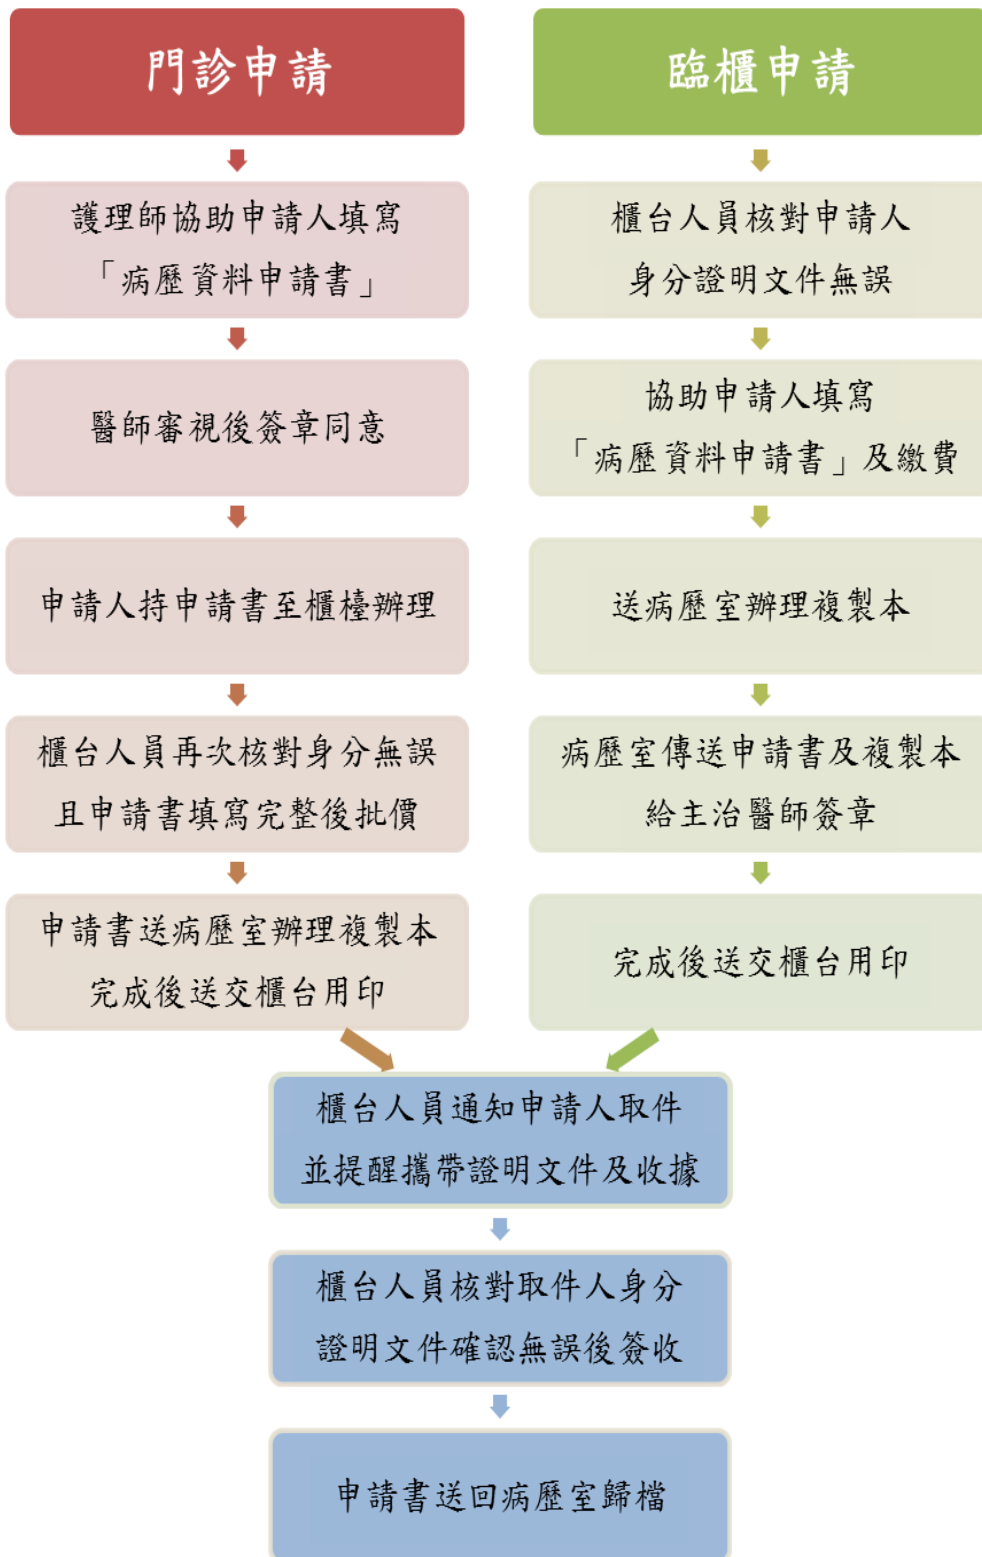 門診申請
護理師協助申請人填寫
「病歷資料申請書」
醫師審視後簽章同意
申請人持申請書至櫃檯辦理
櫃台人員再次核對身分無誤
且申請書填寫完整後批價
申請書送病歷室辦理複製本
完成後送交櫃台用印
臨櫃申請
櫃台人員核對申請人
身分證明文件無誤
協助申請人填寫
「病歷資料申請書」及繳費
送病歷室辦理複製本
病歷室傳送申請書及複製本
給主治醫師簽章
完成後送交櫃台用印
櫃台人員通知申請人取件
並提醒攜帶證明文件及收據
櫃台人員核對取件人身分
證明文件確認無誤後簽收
申請書送回病歷室歸檔